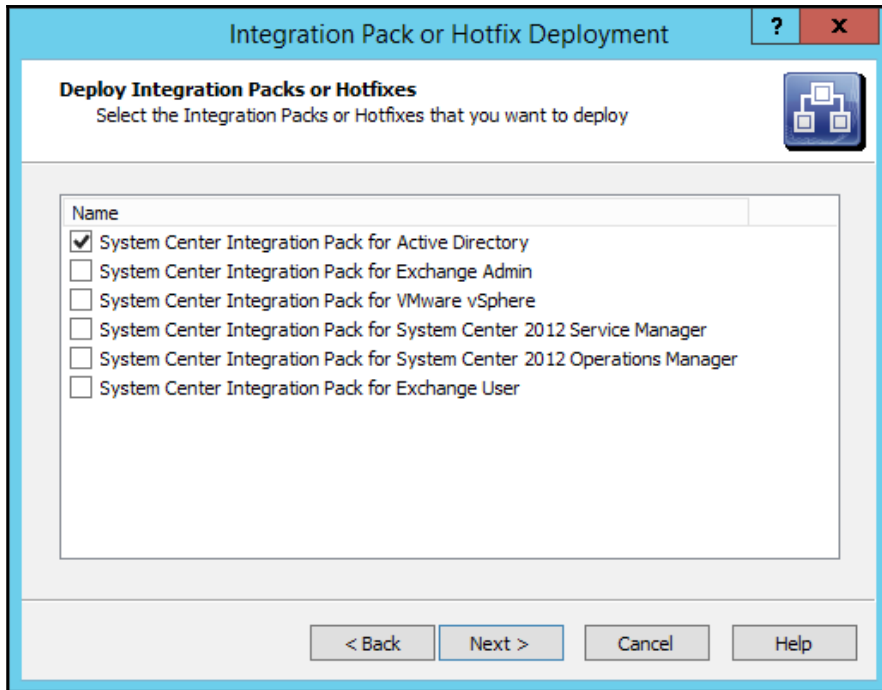 Integration Pack or Hotfix Deployment
? x
Deploy Integration Packs or Hotfixes
Select the Integration Packs or Hotfixes that you want to deploy
Name
System Center Integration Pack for Active Directory
System Center Integration Pack for Exchange Admin
System Center Integration Pack for VMware vSphere
System Center Integration Pack for System Center 2012 Service Manager
System Center Integration Pack for System Center 2012 Operations Manager
System Center Integration Pack for Exchange User
< Back Next > Cancel Help